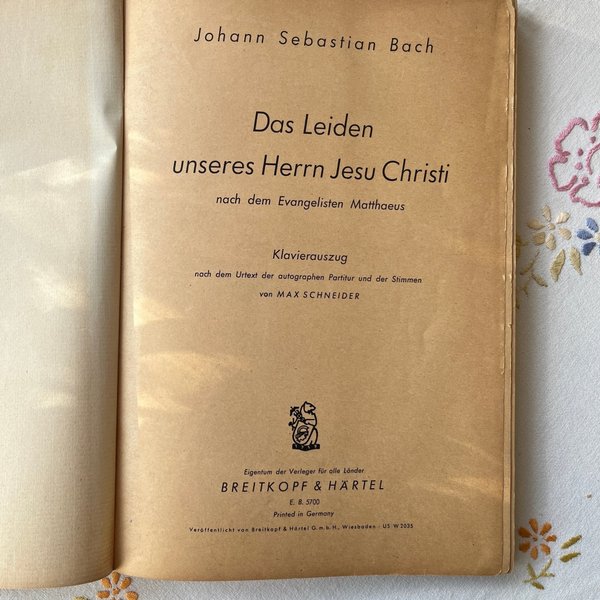 Johann Sebastian Bach
Das Leiden
unseres Herrn Jesu Christi
nach dem Evangelisten Matthaeus
Klavierauszug
nach dem Urtext der autographen Partitur und der Stimmen
von MAX SCHNEIDER
Eigentum der Verleger für alle Länder
BREITKOPF & HÄRTEL
E. B. 5700
Printed in Germany
Veröffentlicht von Breitkopf & Härtel G.m.b.H., Wiesbaden · US W 2035